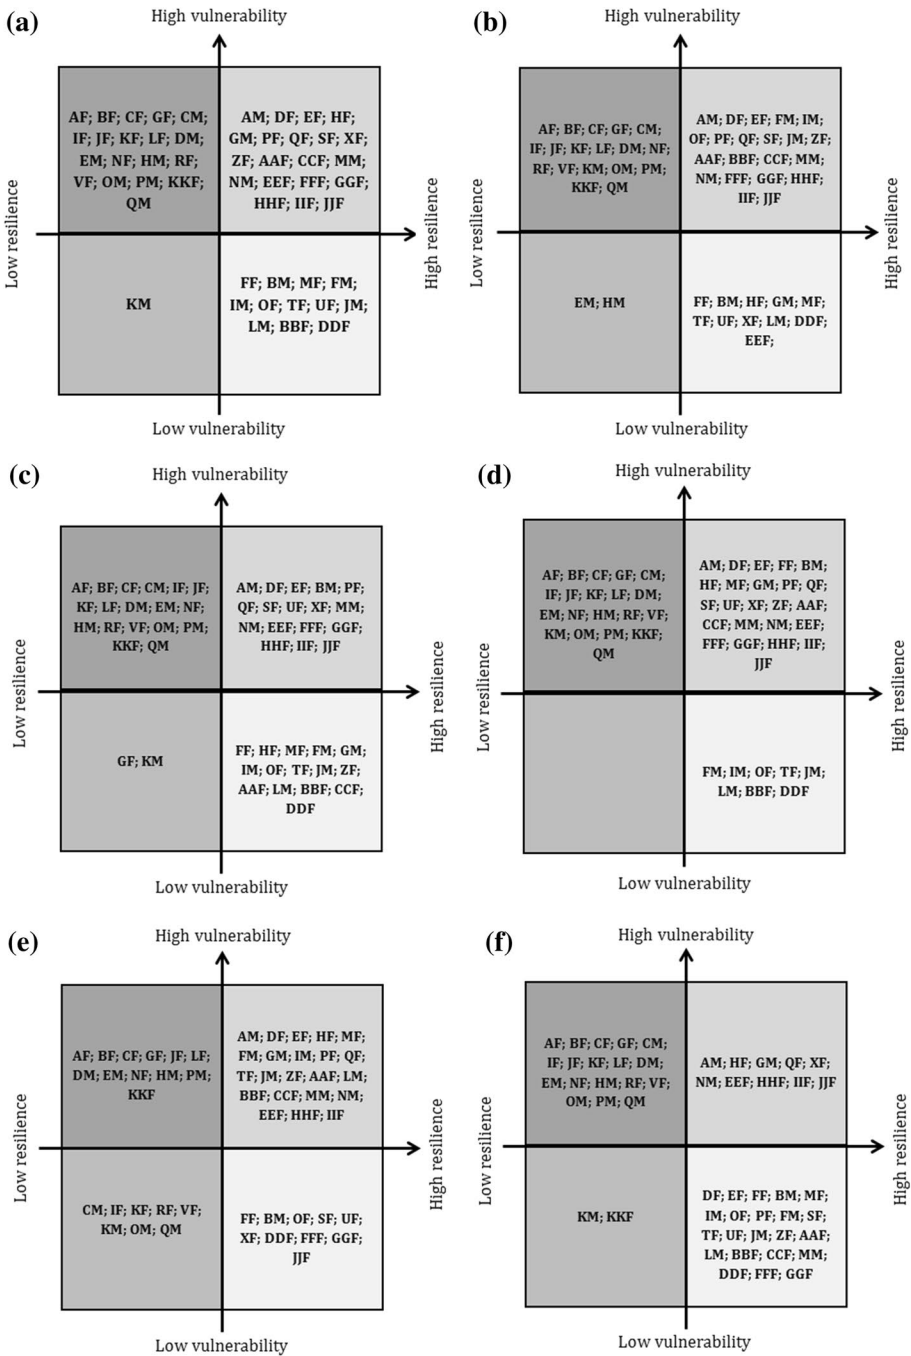 (a)
High vulnerability
AF; BF; CF; GF; CM;
IF; JF; KF; LF; DM;
EM; NF; HM; RF;
VF; OM; PM; KKF;
QM
AM; DF; EF; HF;
GM; PF; QF; SF; XF;
ZF; AAF; CCF; MM;
NM; EEF; FFF; GGF;
HHF; IIF; JJF
Low resilience
High resilience
KM
FF; BM; MF; FM;
IM; OF; TF; UF; JM;
LM; BBF; DDF
Low vulnerability
(b)
High vulnerability
AF; BF; CF; GF; CM;
IF; JF; KF; LF; DM; NF;
RF; VF; KM; OM; PM;
KKF; QM
AM; DF; EF; FM; IM;
OF; PF; QF; SF; JM; ZF;
AAF; BBF; CCF; MM;
NM; FFF; GGF; HHF;
IIF; JJF
Low resilience
High resilience
EM; HM
FF; BM; HF; GM; MF;
TF; UF; XF; LM; DDF;
EEF;
Low vulnerability
(c)
High vulnerability
AF; BF; CF; CM; IF; JF;
KF; LF; DM; EM; NF;
HM; RF; VF; OM; PM;
KKF; QM
AM; DF; EF; BM; PF;
QF; SF; UF; XF; MM;
NM; EEF; FFF; GGF;
HHF; IIF; JJF
Low resilience
High resilience
GF; KM
FF; HF; MF; FM; GM;
IM; OF; TF; JM; ZF;
AAF; LM; BBF; CCF;
DDF
Low vulnerability
(d)
High vulnerability
AF; BF; CF; GF; CM;
IF; JF; KF; LF; DM;
EM; NF; HM; RF; VF;
KM; OM; PM; KKF;
QM
AM; DF; EF; FF; BM;
HF; MF; GM; PF; QF;
SF; UF; XF; ZF; AAF;
CCF; MM; NM; EEF;
FFF; GGF; HHF; IIF;
JJF
Low resilience
High resilience
FM; IM; OF; TF; JM;
LM; BBF; DDF
Low vulnerability
(e)
High vulnerability
AF; BF; CF; GF; JF; LF;
DM; EM; NF; HM; PM;
KKF
AM; DF; EF; HF; MF;
FM; GM; IM; PF; QF;
TF; JM; ZF; AAF; LM;
BBF; CCF; MM; NM;
EEF; HHF; IIF
Low resilience
High resilience
CM; IF; KF; RF; VF;
KM; OM; QM
FF; BM; OF; SF; UF;
XF; DDF; FFF; GGF;
JJF
Low vulnerability
(f)
High vulnerability
AF; BF; CF; GF; CM;
IF; JF; KF; LF; DM;
EM; NF; HM; RF; VF;
OM; PM; QM
AM; HF; GM; QF; XF;
NM; EEF; HHF; IIF; JJF
Low resilience
High resilience
KM; KKF
DF; EF; FF; BM; MF;
IM; OF; PF; FM; SF;
TF; UF; JM; ZF; AAF;
LM; BBF; CCF; MM;
DDF; FFF; GGF
Low vulnerability